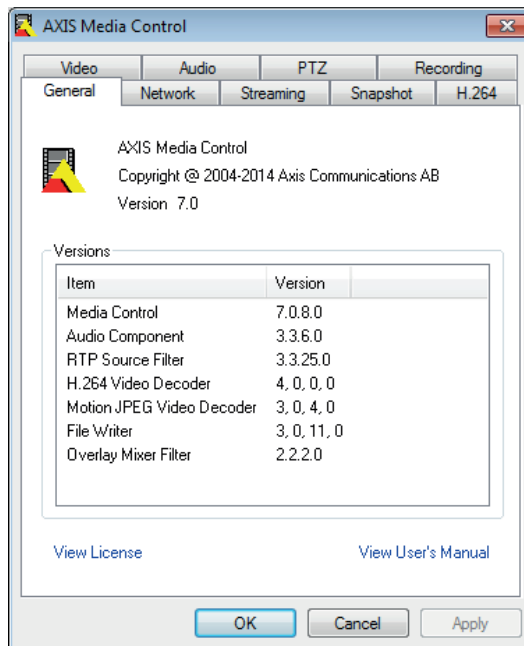 AXIS Media Control
Video Audio PTZ Recording
General Network Streaming Snapshot H.264
AXIS Media Control
Copyright @ 2004-2014 Axis Communications AB
Version 7.0
Versions
Item Version
Media Control 7.0.8.0
Audio Component 3.3.6.0
RTP Source Filter 3.3.25.0
H.264 Video Decoder 4, 0, 0, 0
Motion JPEG Video Decoder 3, 0, 4, 0
File Writer 3, 0, 11, 0
Overlay Mixer Filter 2.2.2.0
View License View User's Manual
OK Cancel Apply